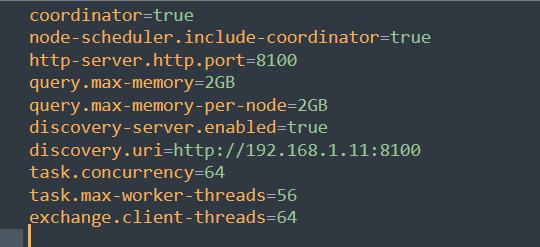 coordinator=true
node-scheduler.include-coordinator=true
http-server.http.port=8100
query.max-memory=2GB
query.max-memory-per-node=2GB
discovery-server.enabled=true
discovery.uri=http://192.168.1.11:8100
task.concurrency=64
task.max-worker-threads=56
exchange.client-threads=64